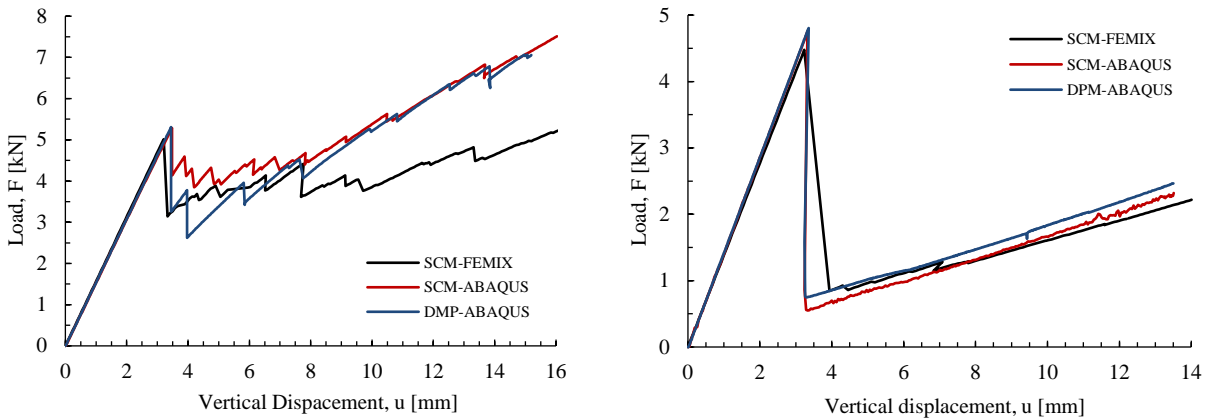 8
7
6
5
4
3
2
1
0
Load, F [kN]
SCM-FEMIX
SCM-ABAQUS
DMP-ABAQUS
0 2 4 6 8 10 12 14 16
Vertical Dispacement, u [mm]
5
4
3
2
1
0
Load, F [kN]
SCM-FEMIX
SCM-ABAQUS
DPM-ABAQUS
0 2 4 6 8 10 12 14
Vertical displacement, u [mm]